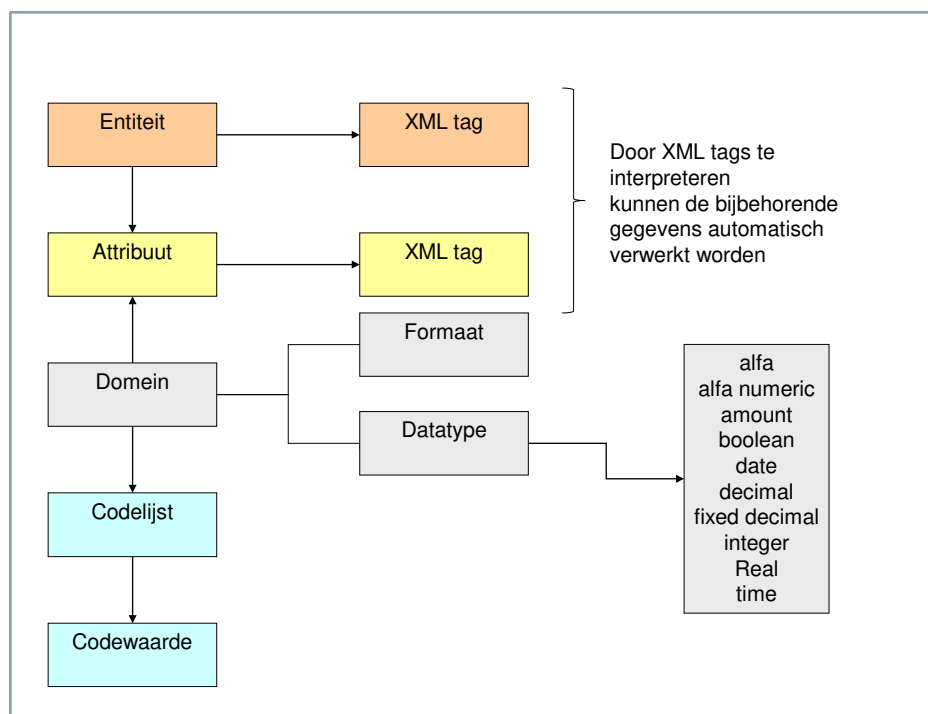 Entiteit
XML tag
Door XML tags te
interpreteren
kunnen de bijbehorende
gegevens automatisch
verwerkt worden
Attribuut
XML tag
Formaat
Domein
Datatype
alfa
alfa numeric
amount
boolean
date
decimal
fixed decimal
integer
Real
time
Codelijst
Codewaarde